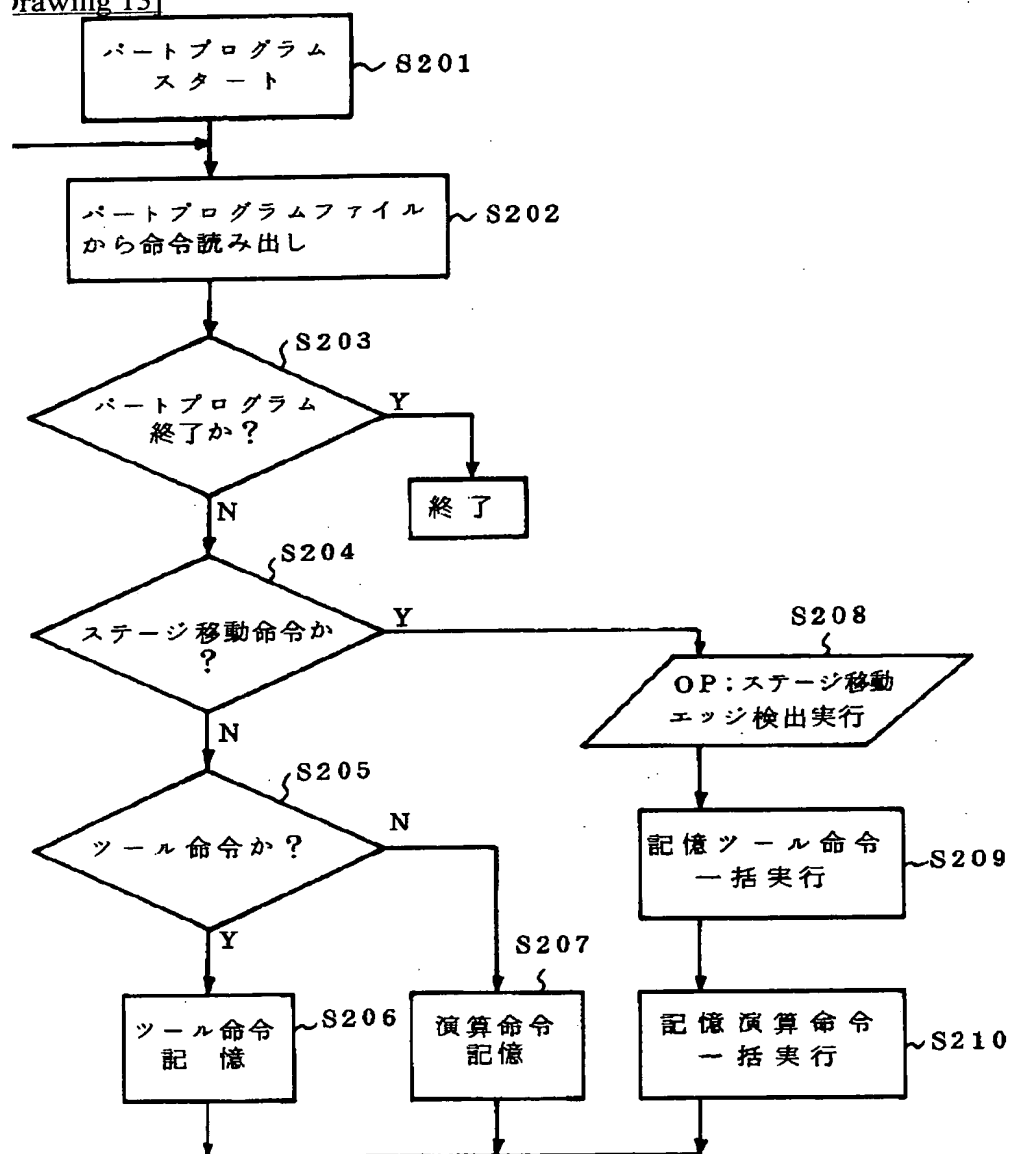 Drawing 13]
パートプログラム
スタート
S201
パートプログラムファイル
から命令読み出し
S202
S203
パートプログラム
終了か？
Y
終了
N
S204
ステージ移動命令か
？
Y
N
S208
OP：ステージ移動
エッジ検出実行
S205
ツール命令か？
N
Y
記憶ツール命令
一括実行
S209
S207
ツール命令
記憶
S206
演算命令
記憶
記憶演算命令
一括実行
S210